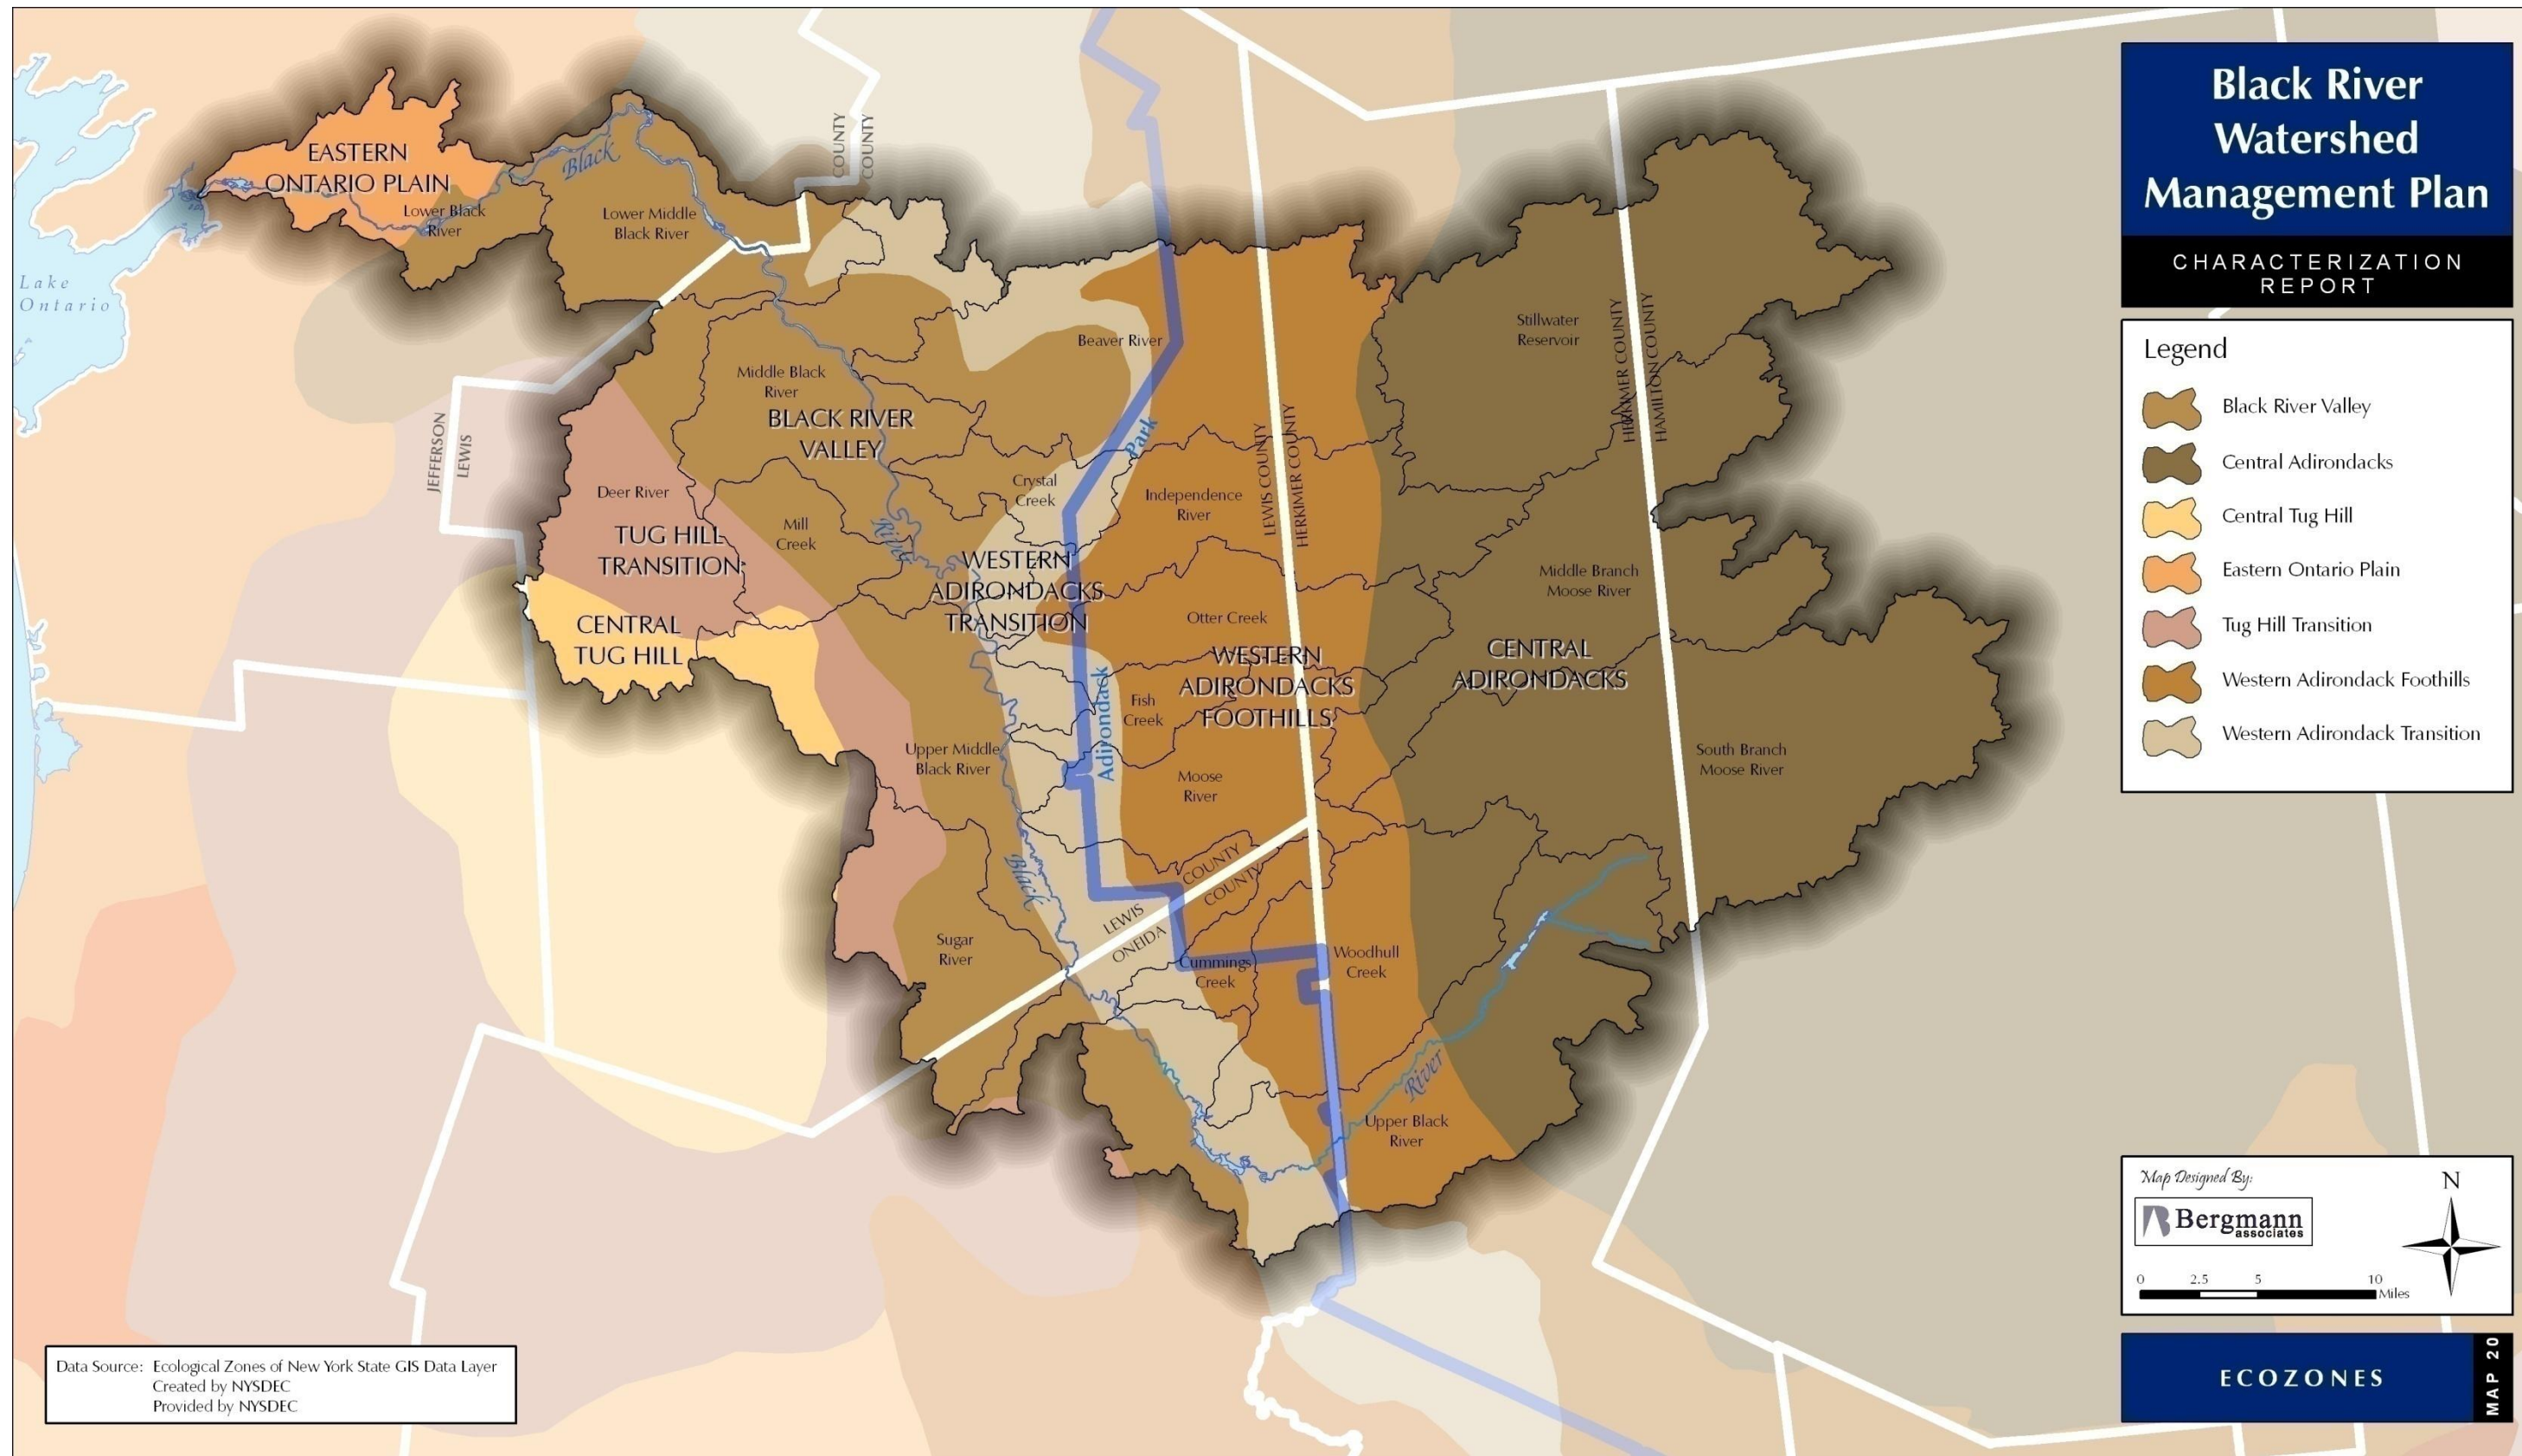 Black River
Watershed
Management Plan
CHARACTERIZATION
REPORT
Legend
Black River Valley
Central Adirondacks
Central Tug Hill
Eastern Ontario Plain
Tug Hill Transition
Western Adirondack Foothills
Western Adirondack Transition
EASTERN
ONTARIO PLAIN
Lower Black
River
Black
Lower Middle
Black River
COUNTY
COUNTY
Lake
Ontario
Beaver River
Stillwater
Reservoir
HERKIMER COUNTY
HAMILTON COUNTY
Middle Black
River
BLACK RIVER
VALLEY
Park
JEFFERSON
LEWIS
Deer River
Crystal
Creek
Independence
River
LEWIS COUNTY
HERKIMER COUNTY
TUG HILL
TRANSITION
Mill
Creek
River
WESTERN
ADIRONDACKS
TRANSITION
Middle Branch
Moose River
Otter Creek
CENTRAL
TUG HILL
WESTERN
ADIRONDACKS
FOOTHILLS
CENTRAL
ADIRONDACKS
Fish
Creek
Adirondack
Upper Middle
Black River
Moose
River
South Branch
Moose River
Black
COUNTY
COUNTY
LEWIS
ONEIDA
Sugar
River
Cummings
Creek
Woodhull
Creek
River
Upper Black
River
Map Designed By:
Bergmann
associates
N
0 2.5 5 10
Miles
ECOZONES
MAP 20
Data Source: Ecological Zones of New York State GIS Data Layer
Created by NYSDEC
Provided by NYSDEC